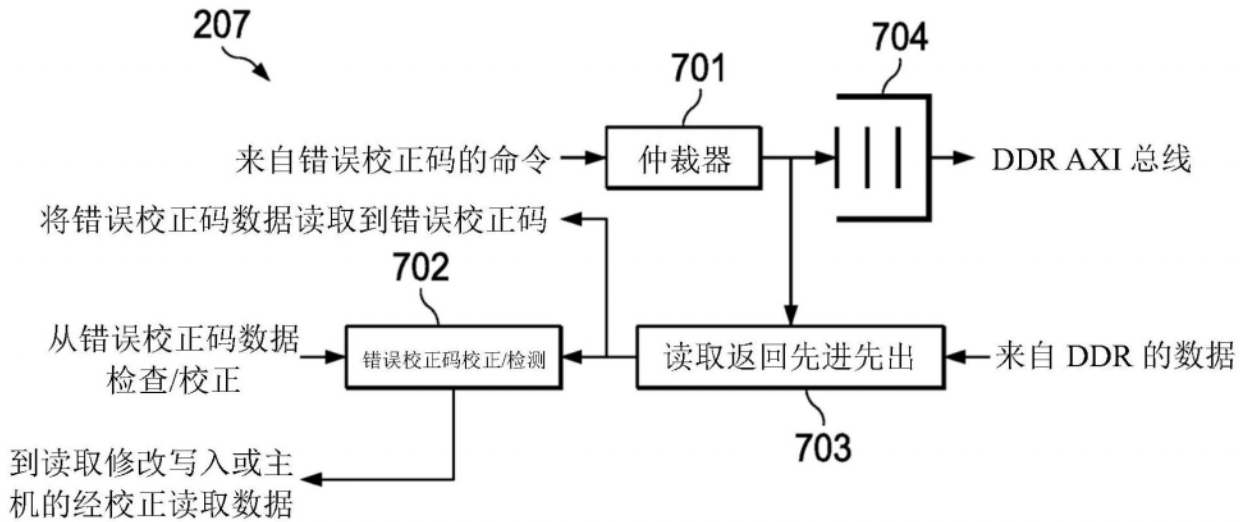 207
701
704
来自错误校正码的命令
仲裁器
DDR AXI 总线
将错误校正码数据读取到错误校正码
702
从错误校正码数据
检查/校正
错误校正码校正/检测
读取返回先进先出
来自 DDR 的数据
703
到读取修改写入或主
机的经校正读取数据